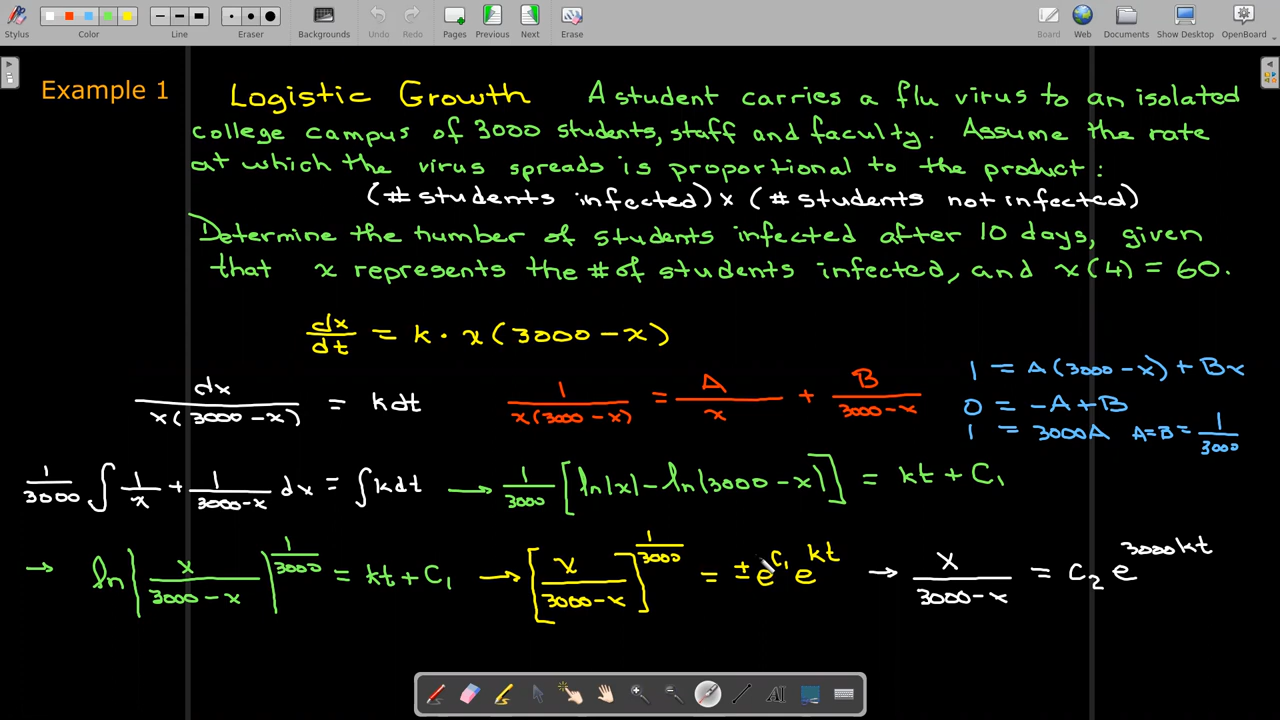 Stylus Color Line Eraser Backgrounds Undo Redo Pages Previous Next Erase Board Web Documents Show Desktop OpenBoard
Example 1 Logistic Growth A student carries a flu virus to an isolated
college campus of 3000 students, staff and faculty. Assume the rate
at which the virus spreads is proportional to the product:
(# students infected) x (# students not infected)
Determine the number of students infected after 10 days, given
that x represents the # of students infected, and x(4) = 60.
dx/dt = k · x(3000 - x)
dx/(x(3000-x)) = kdt 1/(x(3000-x)) = A/x + B/(3000-x)
1 = A(3000-x) + Bx
0 = -A + B
1 = 3000A A=B= 1/3000
1/3000 ∫ 1/x + 1/(3000-x) dx = ∫kdt → 1/3000 [ln|x| - ln|3000-x|] = kt + C₁
→ ln|x/(3000-x)|^(1/3000) = kt + C₁ → [x/(3000-x)]^(1/3000) = ± e^(C₁) e^(kt) → x/(3000-x) = c₂ e^(3000kt)
AI